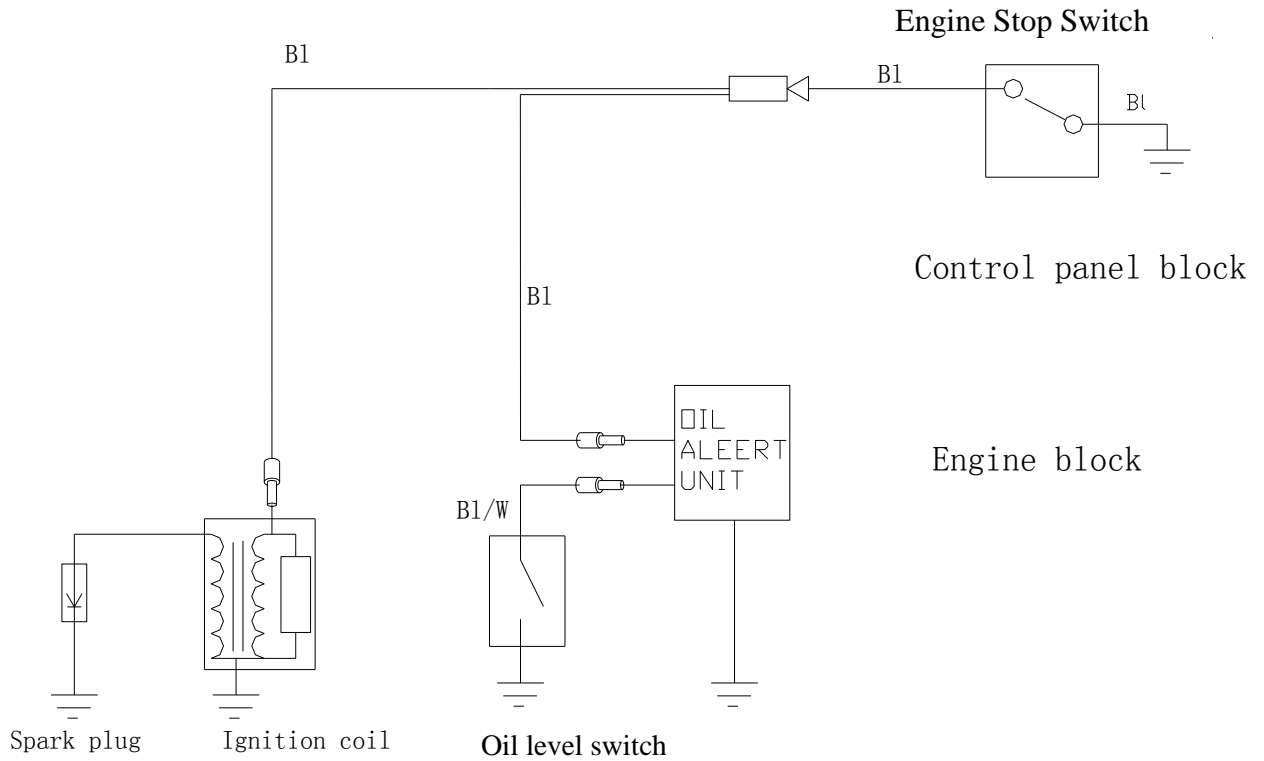 Engine Stop Switch
Bl
Bl
Bl
Control panel block
Bl
OIL
ALEERT
UNIT
Engine block
Bl/W
Spark plug
Ignition coil
Oil level switch